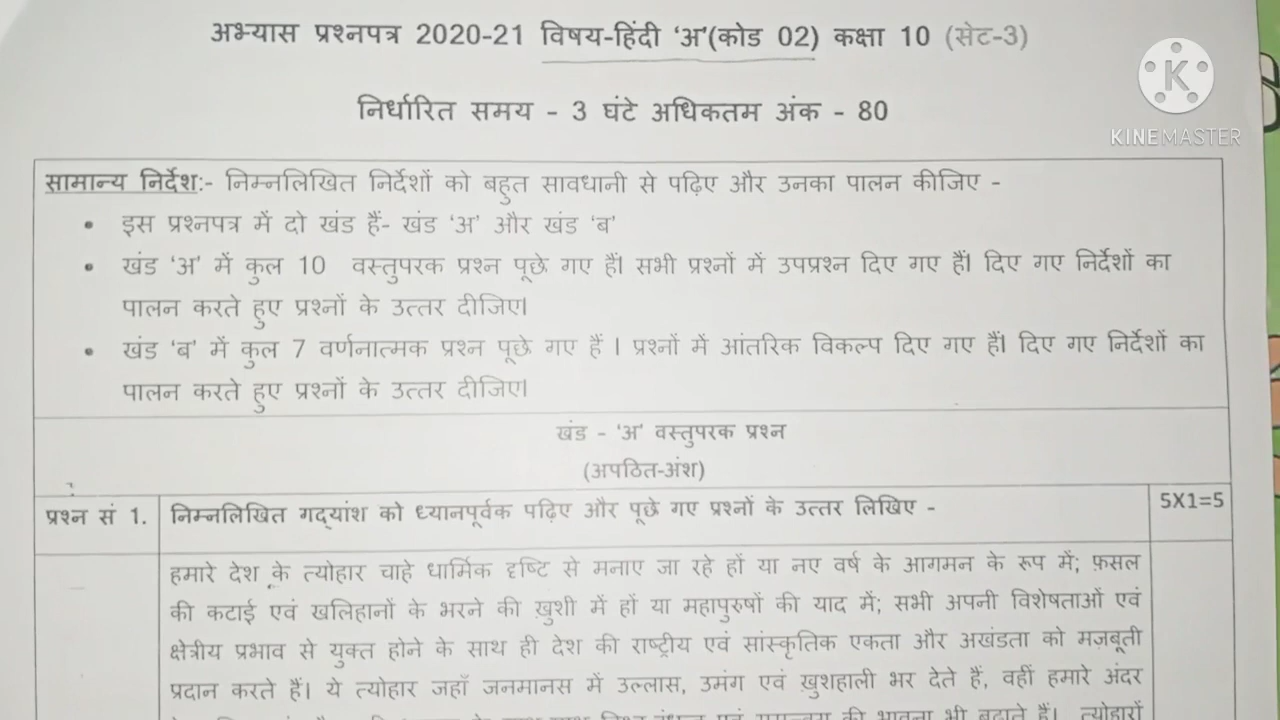 अभ्यास प्रश्नपत्र 2020-21 विषय-हिंदी ‘अ’(कोड 02) कक्षा 10 (सेट-3)
K
KINEMASTER
निर्धारित समय - 3 घंटे अधिकतम अंक - 80
सामान्य निर्देश:- निम्नलिखित निर्देशों को बहुत सावधानी से पढ़िए और उनका पालन कीजिए -
• इस प्रश्नपत्र में दो खंड हैं- खंड ‘अ’ और खंड ‘ब’
• खंड ‘अ’ में कुल 10 वस्तुपरक प्रश्न पूछे गए हैं। सभी प्रश्नों में उपप्रश्न दिए गए हैं। दिए गए निर्देशों का
पालन करते हुए प्रश्नों के उत्तर दीजिए।
• खंड ‘ब’ में कुल 7 वर्णनात्मक प्रश्न पूछे गए हैं । प्रश्नों में आंतरिक विकल्प दिए गए हैं। दिए गए निर्देशों का
पालन करते हुए प्रश्नों के उत्तर दीजिए।
खंड - ‘अ’ वस्तुपरक प्रश्न
(अपठित-अंश)
प्रश्न सं 1. निम्नलिखित गद्यांश को ध्यानपूर्वक पढ़िए और पूछे गए प्रश्नों के उत्तर लिखिए - 5X1=5
हमारे देश के त्योहार चाहे धार्मिक दृष्टि से मनाए जा रहे हों या नए वर्ष के आगमन के रूप में; फ़सल
की कटाई एवं खलिहानों के भरने की ख़ुशी में हों या महापुरुषों की याद में; सभी अपनी विशेषताओं एवं
क्षेत्रीय प्रभाव से युक्त होने के साथ ही देश की राष्ट्रीय एवं सांस्कृतिक एकता और अखंडता को मज़बूती
प्रदान करते हैं। ये त्योहार जहाँ जनमानस में उल्लास, उमंग एवं ख़ुशहाली भर देते हैं, वहीं हमारे अंदर
की भावना भी बढ़ाते हैं। त्योहारों